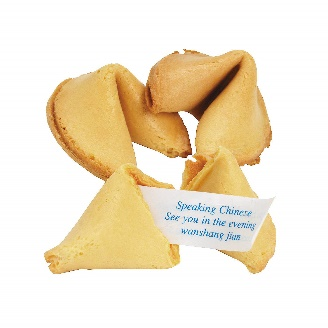 Speaking Chinese
See you in the evening
wanshang jian